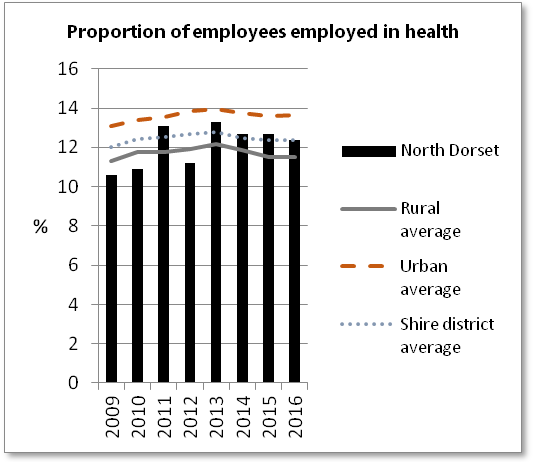 Proportion of employees employed in health
16
14
12
10
8
6
4
2
0
%
2009
2010
2011
2012
2013
2014
2015
2016
North Dorset
Rural
average
Urban
average
Shire district
average